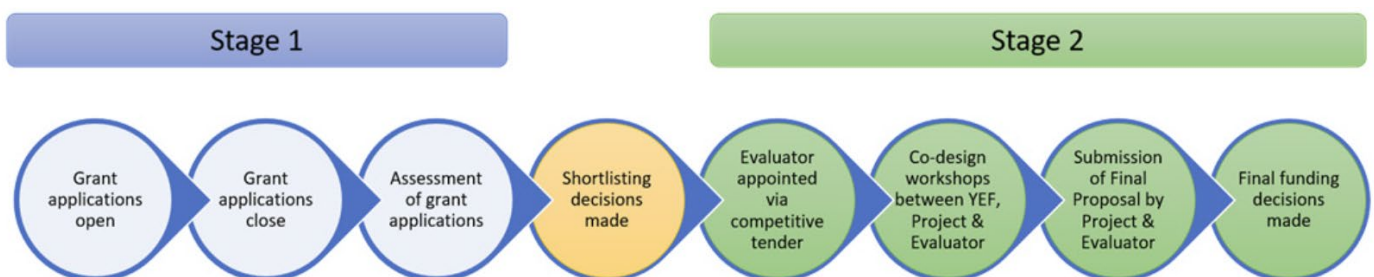 Stage 1
Stage 2
Grant
applications
open
Grant
applications
close
Assessment
of grant
applications
Shortlisting
decisions
made
Evaluator
appointed
via
competitive
tender
Co-design
workshops
between YEF,
Project &
Evaluator
Submission
of Final
Proposal by
Project &
Evaluator
Final funding
decisions
made